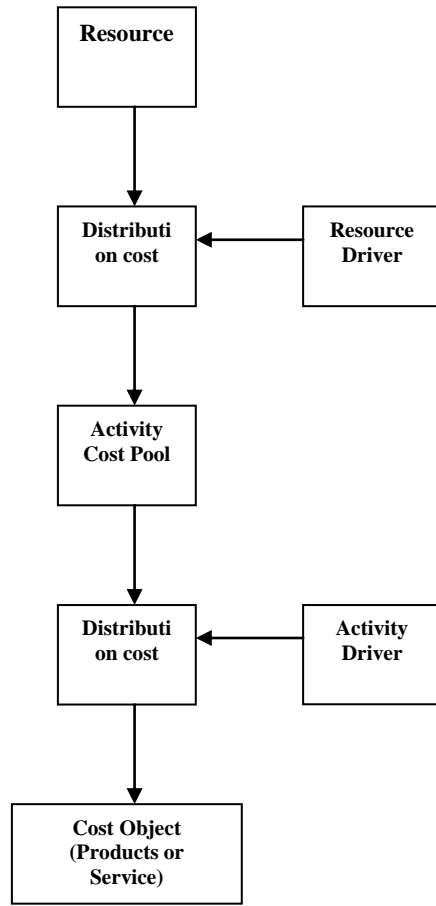 Resource
Distributi
on cost
Resource
Driver
Activity
Cost Pool
Distributi
on cost
Activity
Driver
Cost Object
(Products or
Service)